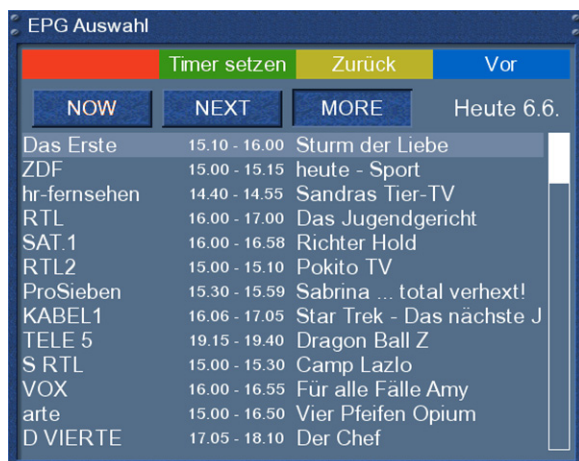 EPG Auswahl
Timer setzen Zurück Vor
NOW NEXT MORE Heute 6.6.
Das Erste 15.10 - 16.00 Sturm der Liebe
ZDF 15.00 - 15.15 heute - Sport
hr-fernsehen 14.40 - 14.55 Sandras Tier-TV
RTL 16.00 - 17.00 Das Jugendgericht
SAT.1 16.00 - 16.58 Richter Hold
RTL2 15.00 - 15.10 Pokito TV
ProSieben 15.30 - 15.59 Sabrina ... total verhext!
KABEL1 16.06 - 17.05 Star Trek - Das nächste J
TELE 5 19.15 - 19.40 Dragon Ball Z
S RTL 15.00 - 15.30 Camp Lazlo
VOX 16.00 - 16.55 Für alle Fälle Amy
arte 15.00 - 16.50 Vier Pfeifen Opium
D VIERTE 17.05 - 18.10 Der Chef